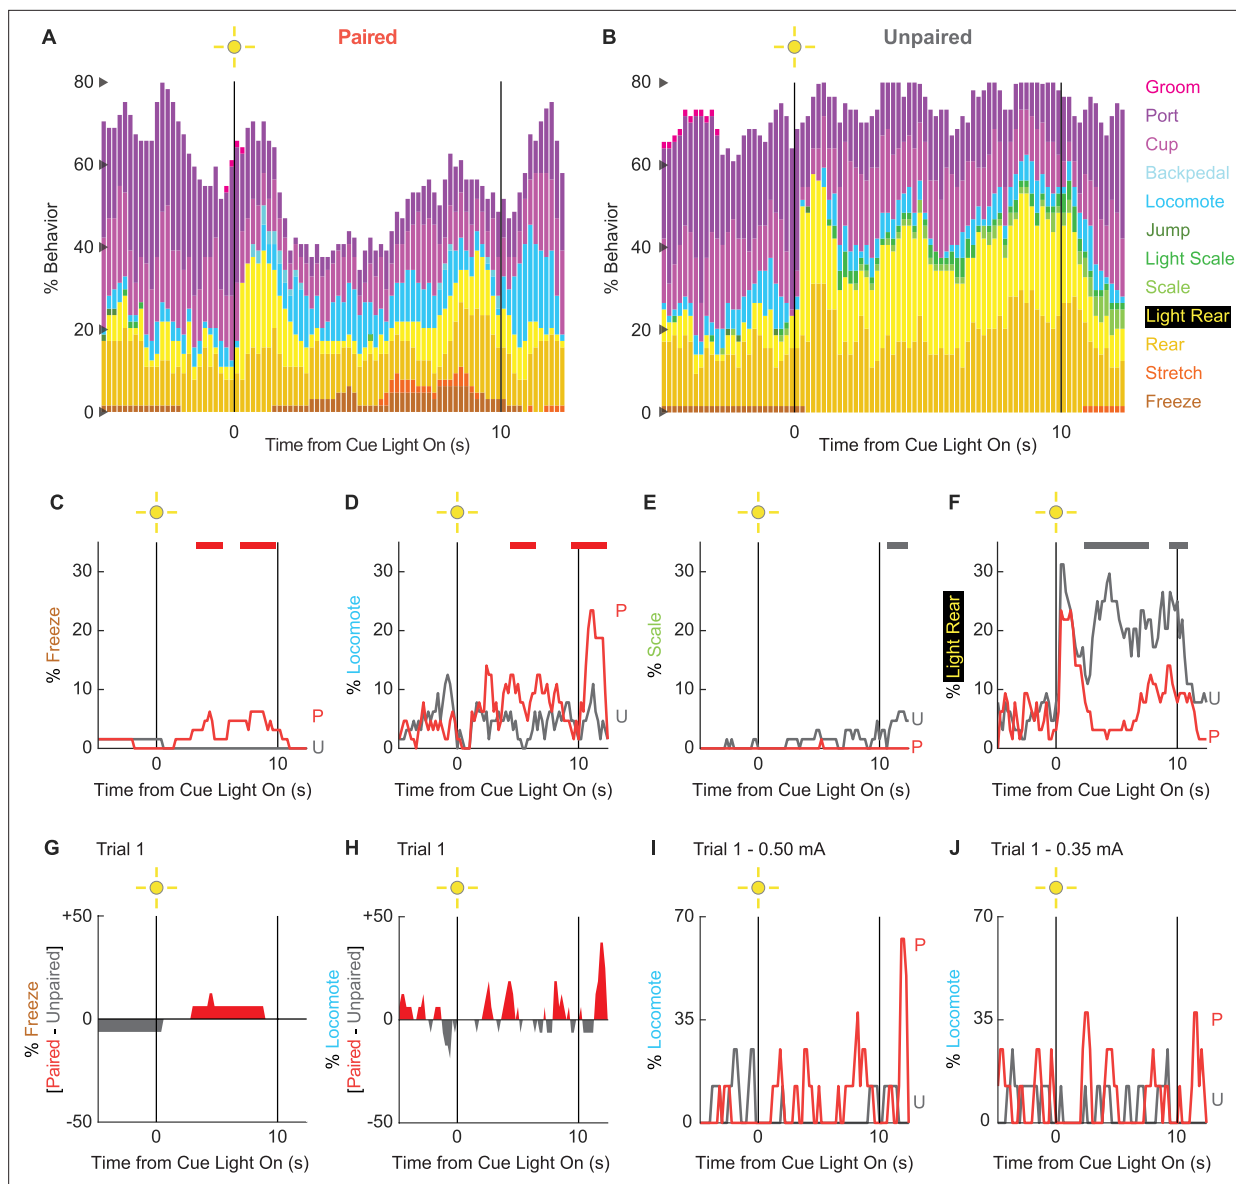 A Paired
B Unpaired
80
60
40
20
0
% Behavior
0
10
Time from Cue Light On (s)
80
60
40
20
0
% Behavior
0
10
Time from Cue Light On (s)
Groom
Port
Cup
Backpedal
Locomote
Jump
Light Scale
Scale
Light Rear
Rear
Stretch
Freeze
C
30
20
10
0
% Freeze
P
U
0
10
Time from Cue Light On (s)
D
30
20
10
0
% Locomote
P
U
0
10
Time from Cue Light On (s)
E
30
20
10
0
% Scale
U
P
0
10
Time from Cue Light On (s)
F
30
20
10
0
% Light Rear
U
P
0
10
Time from Cue Light On (s)
G Trial 1
+50
0
-50
% Freeze
[Paired - Unpaired]
0
10
Time from Cue Light On (s)
H Trial 1
+50
0
-50
% Locomote
[Paired - Unpaired]
0
10
Time from Cue Light On (s)
I Trial 1 - 0.50 mA
70
35
0
% Locomote
P
U
0
10
Time from Cue Light On (s)
J Trial 1 - 0.35 mA
70
35
0
% Locomote
P
U
0
10
Time from Cue Light On (s)